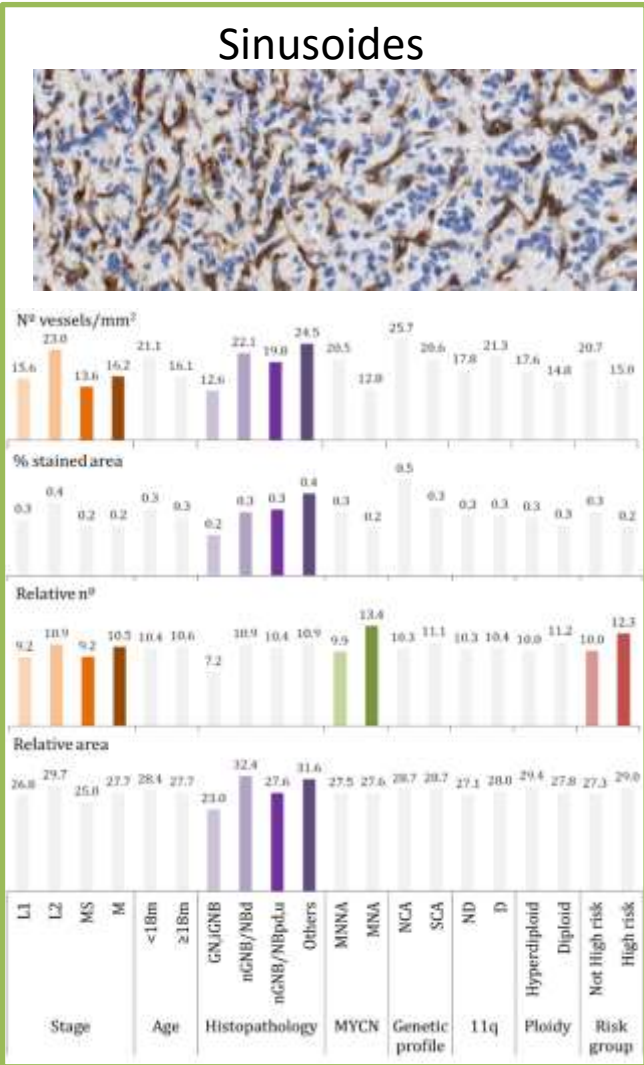 Sinusoides
Nº vessels/mm²
15.6 23.0 13.6 16.2 21.1 16.1 12.6 22.1 19.8 24.5 20.5 12.8 25.7 20.6 17.8 21.3 17.6 14.8 20.7 15.0
% stained area
0.3 0.4 0.2 0.2 0.3 0.3 0.2 0.3 0.3 0.4 0.3 0.2 0.5 0.3 0.3 0.3 0.3 0.3 0.2
Relative nº
9.2 10.9 9.2 10.5 10.4 10.6 7.2 10.9 10.4 10.9 9.9 13.4 10.3 11.1 10.3 10.4 10.0 11.2 10.0 12.3
Relative area
26.8 29.7 25.8 27.7 28.4 27.7 23.0 32.4 27.6 31.6 27.5 27.6 28.7 28.7 27.1 28.0 29.4 27.8 27.3 29.0
L1 L2 MS M <18m ≥18m GN,iGNB nGNB/NBd nGNB/NBpd,u Others MNNA MNA NCA SCA ND D Hyperdiploid Diploid Not High risk High risk
Stage Age Histopathology MYCN Genetic profile 11q Ploidy Risk group